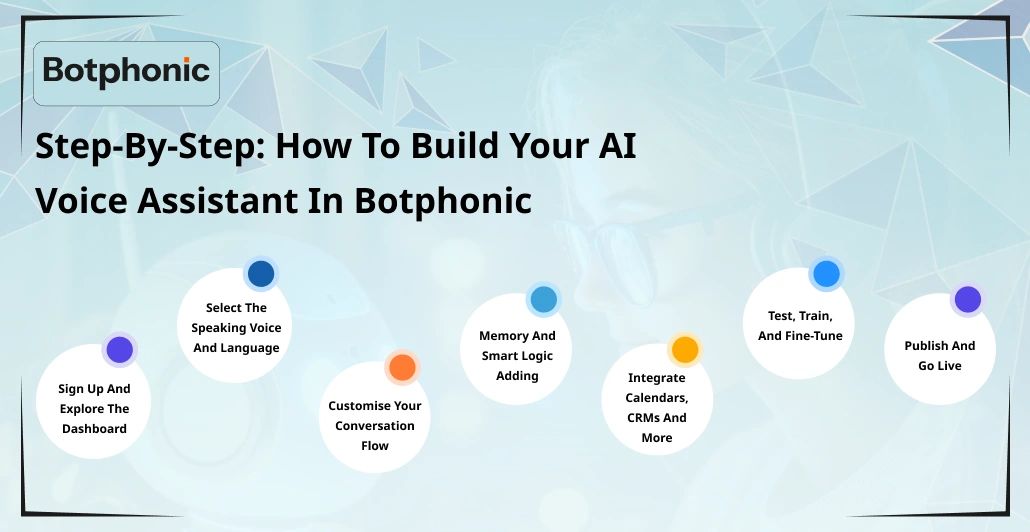 Botphonic
Step-By-Step: How To Build Your AI
Voice Assistant In Botphonic
Sign Up And
Explore The
Dashboard
Select The
Speaking Voice
And Language
Customise Your
Conversation
Flow
Memory And
Smart Logic
Adding
Integrate
Calendars,
CRMs And
More
Test, Train,
And Fine-Tune
Publish And
Go Live